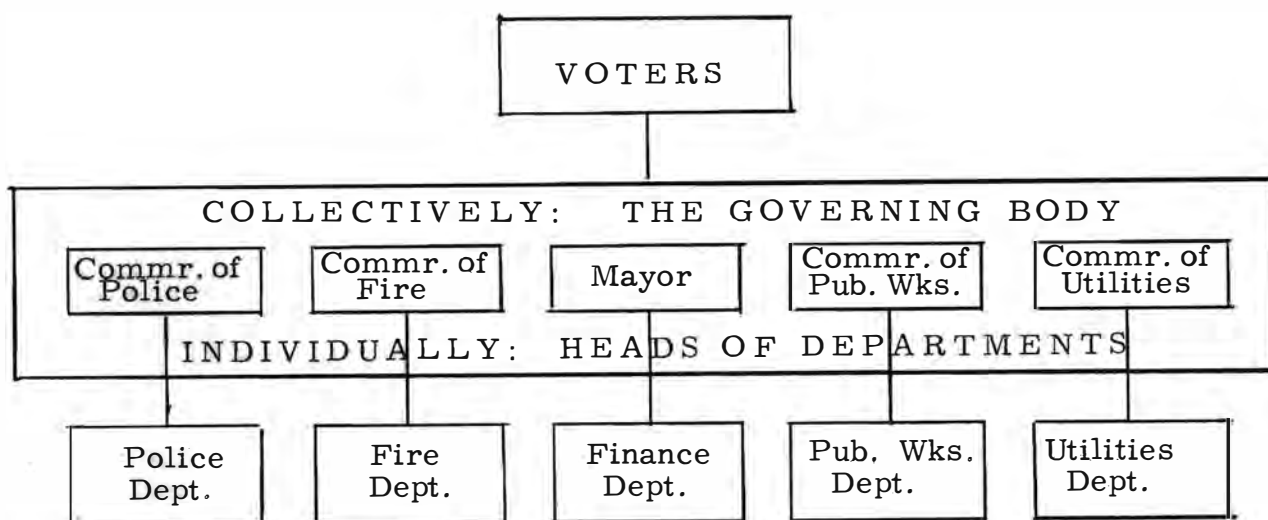 VOTERS
COLLECTIVELY: THE GOVERNING BODY
Commr. of
Police
Commr. of
Fire
Mayor
Commr. of
Pub. Wks.
Commr. of
Utilities
INDIVIDUALLY: HEADS OF DEPARTMENTS
Police
Dept.
Fire
Dept.
Finance
Dept.
Pub. Wks.
Dept.
Utilities
Dept.